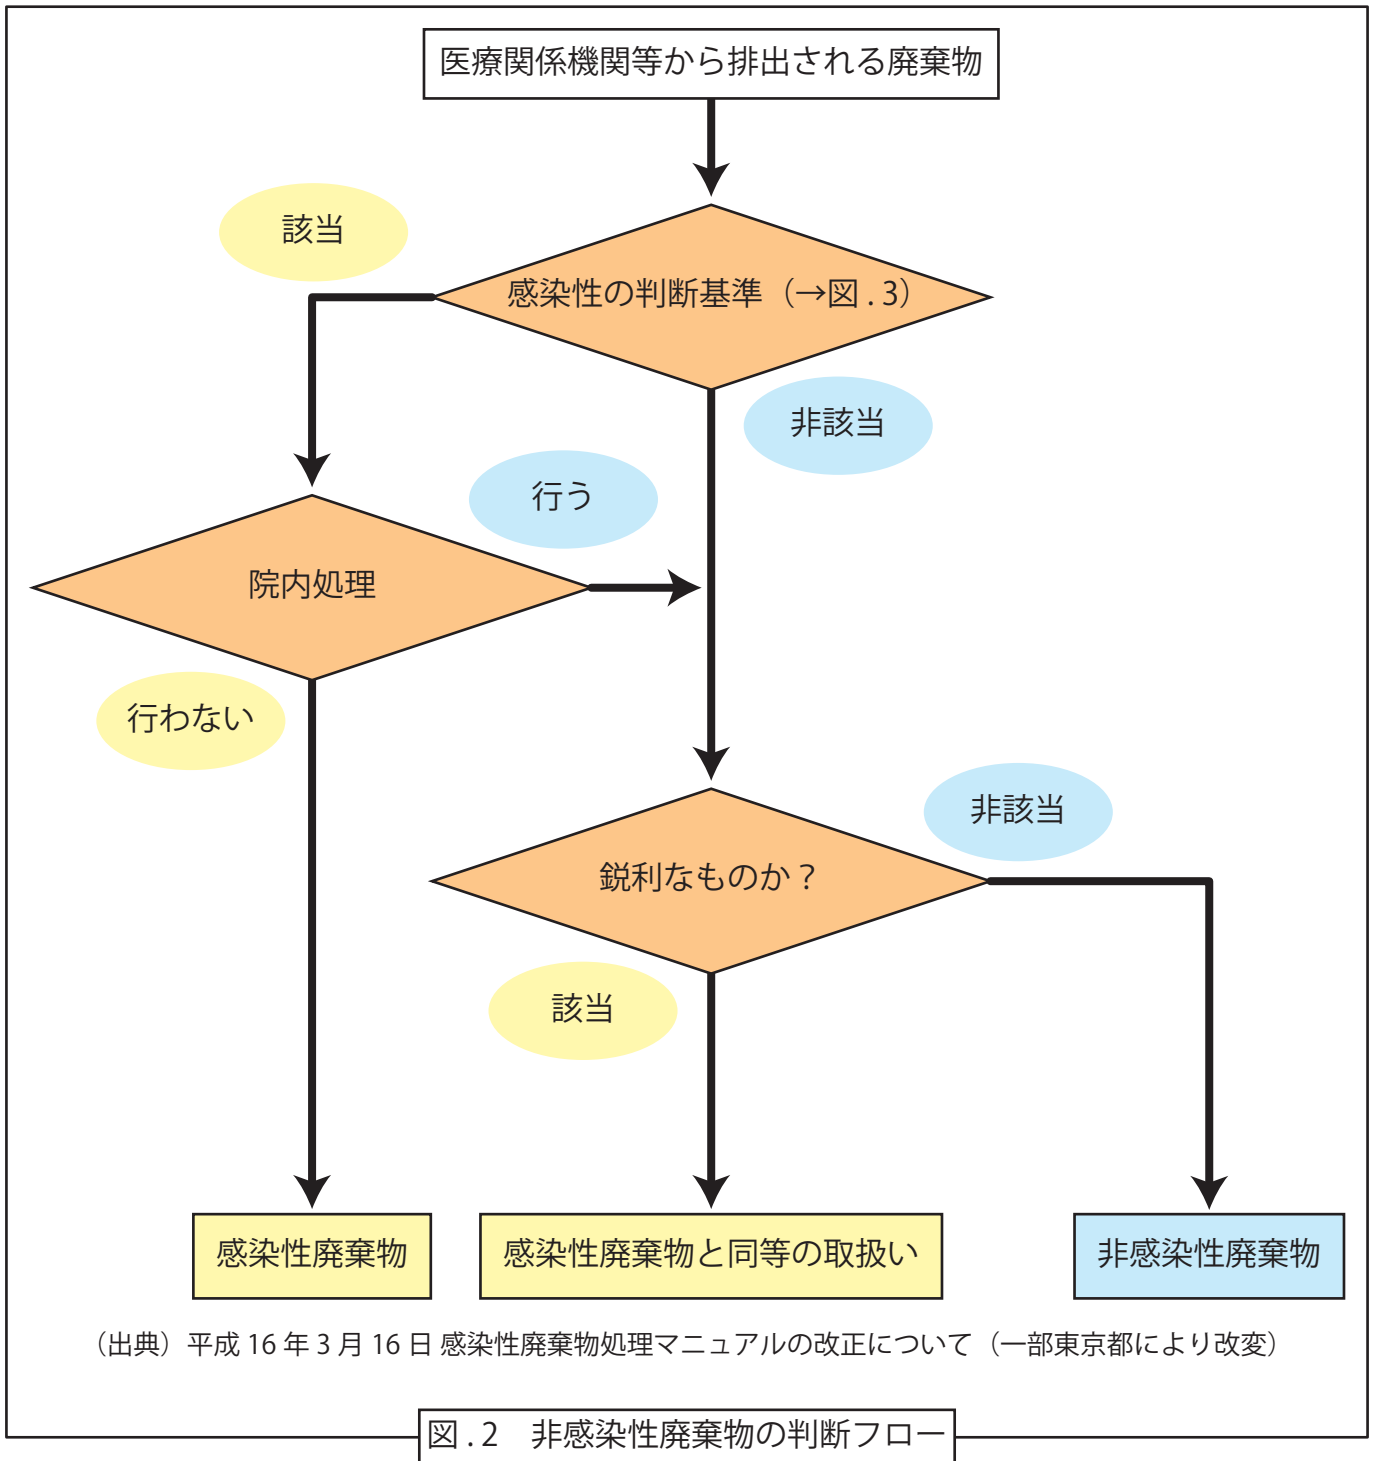 医療関係機関等から排出される廃棄物
該当
感染性の判断基準（→図 . 3）
非該当
行う
院内処理
行わない
非該当
鋭利なものか？
該当
感染性廃棄物
感染性廃棄物と同等の取扱い
非感染性廃棄物
（出典）平成 16 年 3 月 16 日 感染性廃棄物処理マニュアルの改正について（一部東京都により改変）
図 . 2　非感染性廃棄物の判断フロー